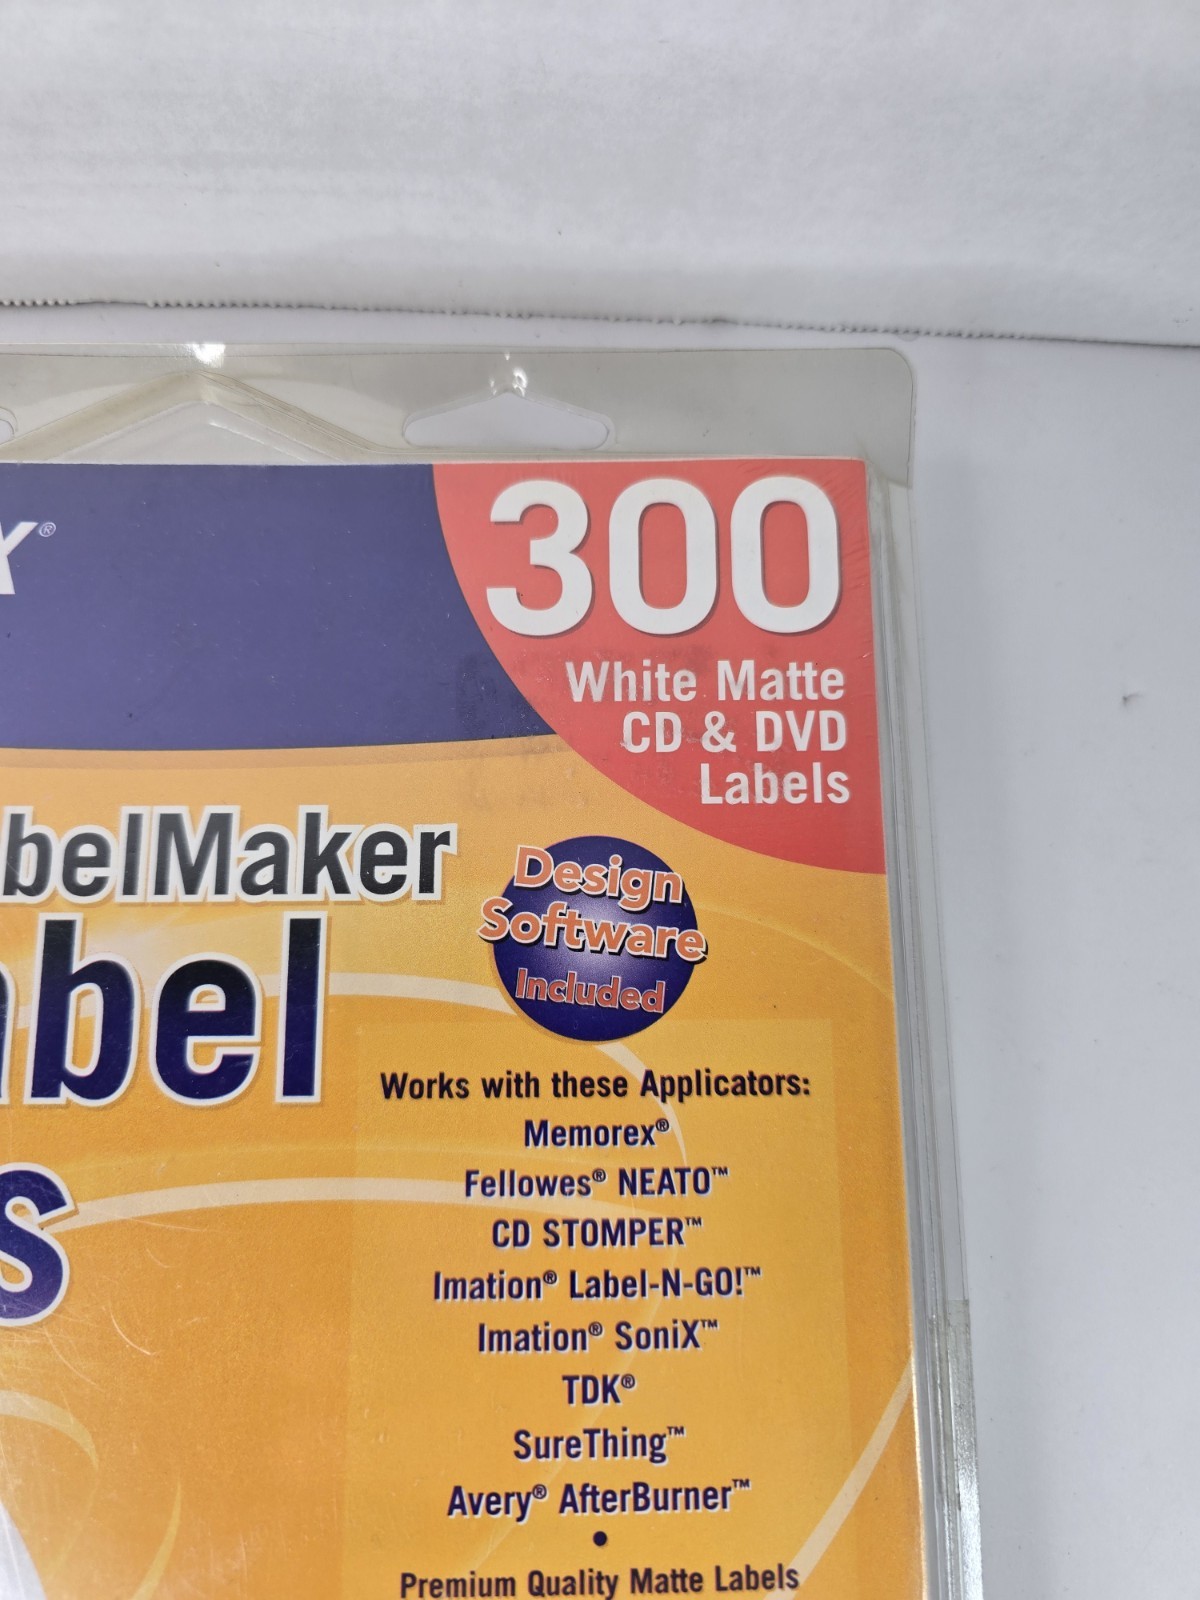 X®
300
White Matte
CD & DVD
Labels
belMaker
Design
Software
Included
abel
s
Works with these Applicators:
Memorex®
Fellowes® NEATO™
CD STOMPER™
Imation® Label-N-GO!™
Imation® SoniX™
TDK®
SureThing™
Avery® AfterBurner™
•
Premium Quality Matte Labels